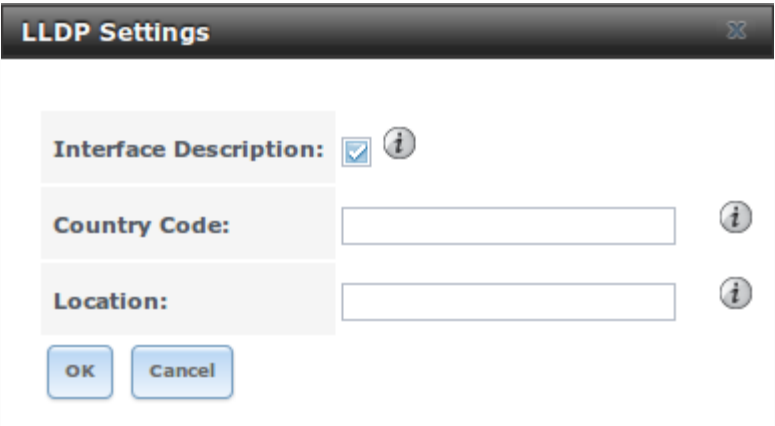 LLDP Settings
Interface Description:
Country Code:
Location:
OK Cancel